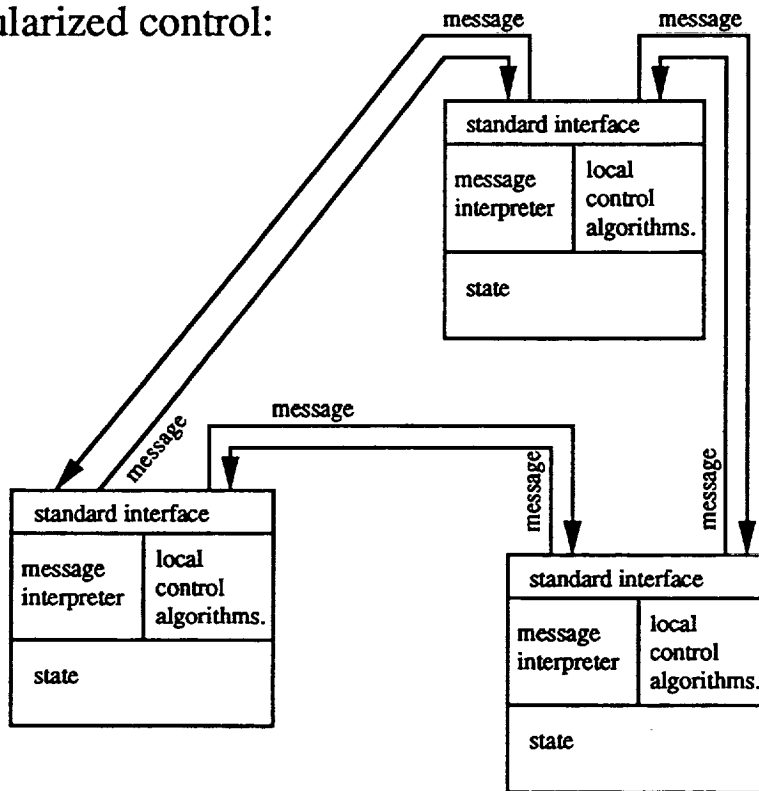 ularized control:
message
message
standard interface
message
interpreter
local
control
algorithms.
state
message
message
message
message
standard interface
message
interpreter
local
control
algorithms.
state
standard interface
message
interpreter
local
control
algorithms.
state